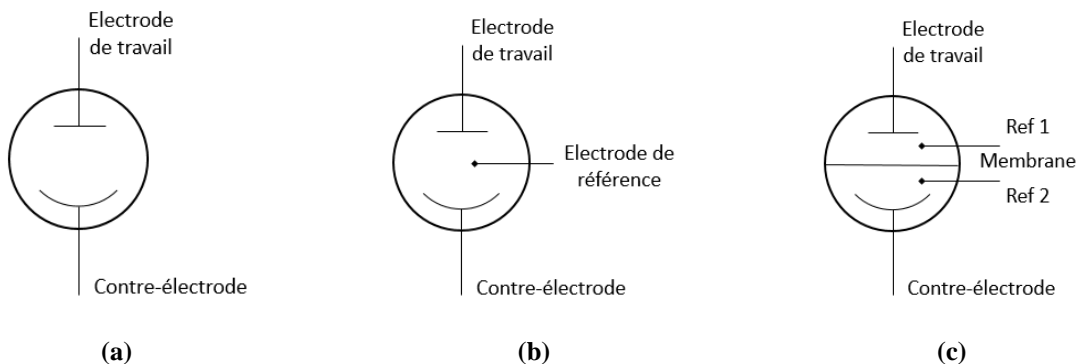 Electrode
de travail
Contre-électrode
(a)
Electrode
de travail
Electrode de
référence
Contre-électrode
(b)
Electrode
de travail
Ref 1
Membrane
Ref 2
Contre-électrode
(c)